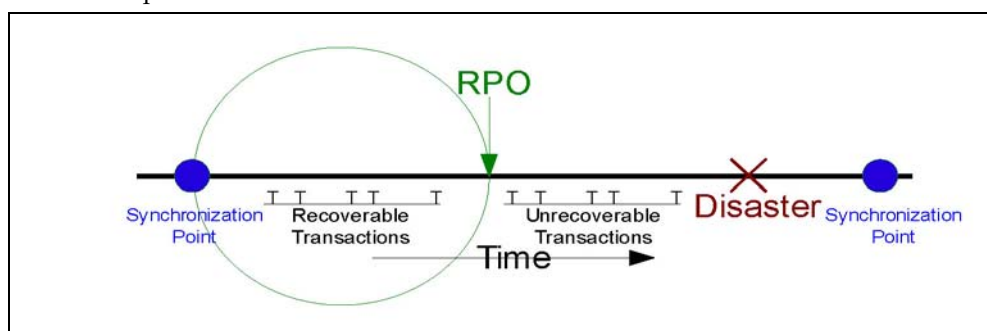 RPO
Synchronization
Point
Recoverable
Transactions
Unrecoverable
Transactions
Disaster
Synchronization
Point
Time